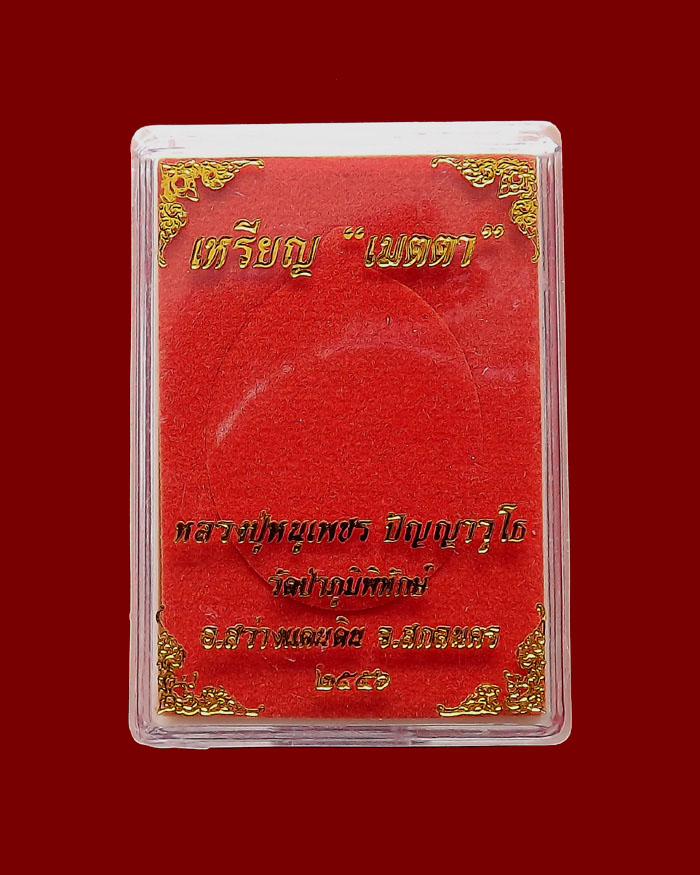 เหรียญ “เมตตา”
หลวงปู่หนูเพชร ปัญญาวุโธ
วัดป่าภูมิพิทักษ์
อ.สว่างแดนดิน จ.สกลนคร
๒๕๕๖